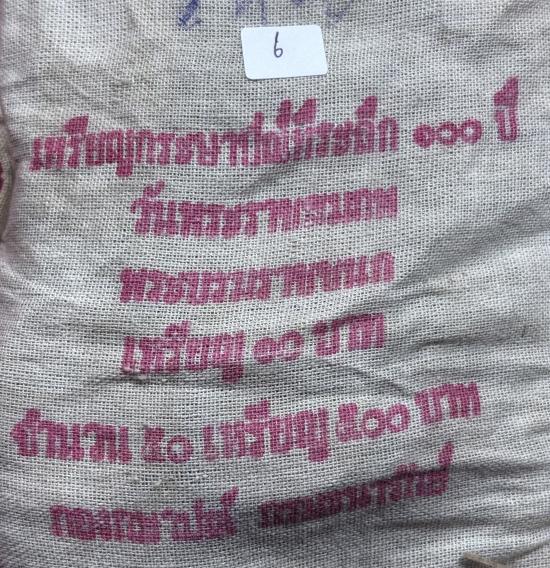 6
เหรียญกระษาปณ์ที่ระลึก ๑๐๐ ปี
วันพระราชสมภพ
พระบรมราชชนก
เหรียญ ๑๐ บาท
จำนวน ๕๐ เหรียญ ๕๐๐ บาท
กองกษาปณ์ กรมธนารักษ์